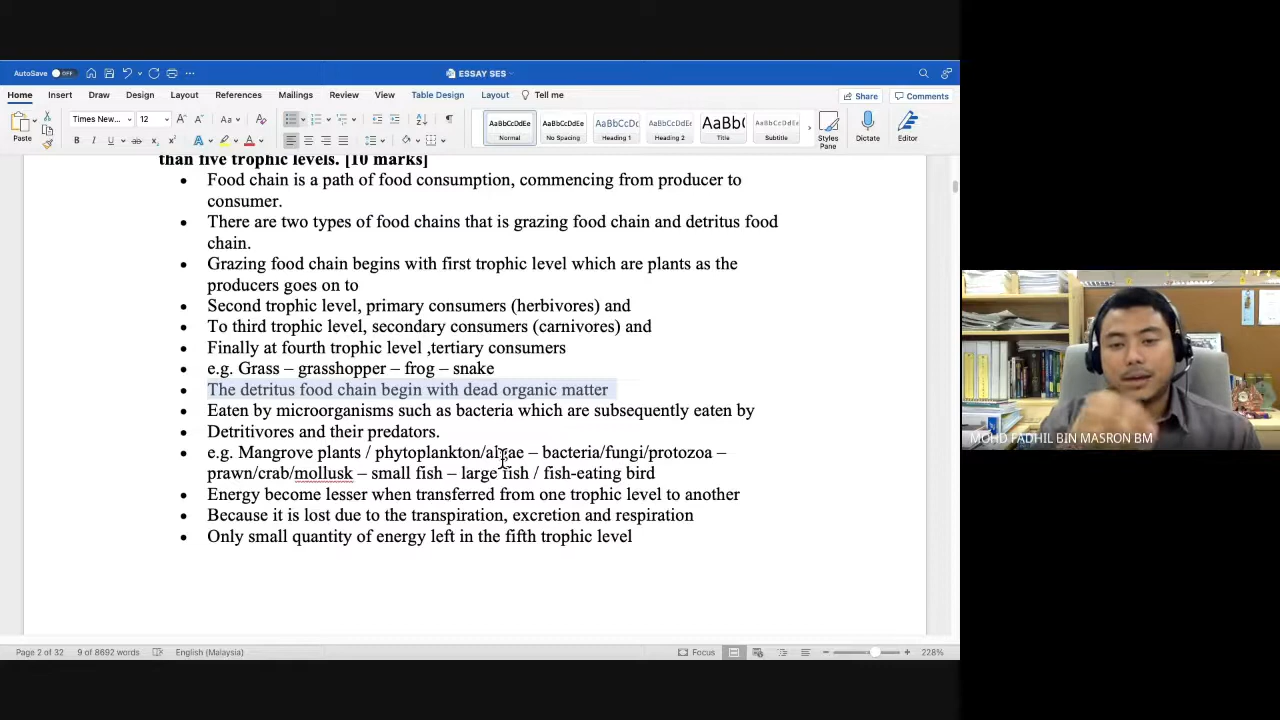 AutoSave OFF
ESSAY SES
Home Insert Draw Design Layout References Mailings Review View Table Design Layout Tell me
Share Comments
Paste
Times New... 12
AaBbCcDdEe AaBbCcDdEe AaBbCcDc AaBbCcDdEe AaBb( AaBbCcDdEe
Normal No Spacing Heading 1 Heading 2 Title Subtitle
Styles Pane
Dictate
Editor
than five trophic levels. [10 marks]
• Food chain is a path of food consumption, commencing from producer to
consumer.
• There are two types of food chains that is grazing food chain and detritus food
chain.
• Grazing food chain begins with first trophic level which are plants as the
producers goes on to
• Second trophic level, primary consumers (herbivores) and
• To third trophic level, secondary consumers (carnivores) and
• Finally at fourth trophic level ,tertiary consumers
• e.g. Grass – grasshopper – frog – snake
• The detritus food chain begin with dead organic matter
• Eaten by microorganisms such as bacteria which are subsequently eaten by
• Detritivores and their predators.
• e.g. Mangrove plants / phytoplankton/algae – bacteria/fungi/protozoa –
prawn/crab/mollusk – small fish – large fish / fish-eating bird
• Energy become lesser when transferred from one trophic level to another
• Because it is lost due to the transpiration, excretion and respiration
• Only small quantity of energy left in the fifth trophic level
MOHD FADHIL BIN MASRON BM
Page 2 of 32 9 of 8692 words English (Malaysia) Focus 228%